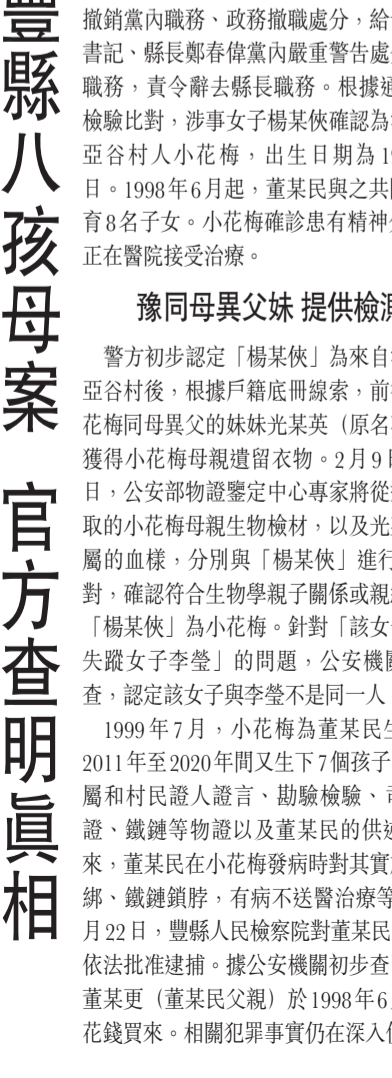 豐縣八孩母案 官方查明眞相
撤銷黨內職務、政務撤職處分，給
書記、縣長鄭春偉黨內嚴重警告處
職務，責令辭去縣長職務。根據通
檢驗比對，涉事女子楊某俠確認為
亞谷村人小花梅，出生日期為1
日。1998年6月起，董某民與之共
育8名子女。小花梅確診患有精神
正在醫院接受治療。
豫同母異父妹 提供檢測
警方初步認定「楊某俠」為來自
亞谷村後，根據戶籍底冊線索，前
花梅同母異父的妹妹光某英（原名
獲得小花梅母親遺留衣物。2月9
日，公安部物證鑒定中心專家將從
取的小花梅母親生物檢材，以及光
屬的血樣，分別與「楊某俠」進行
對，確認符合生物學親子關係或親
「楊某俠」為小花梅。針對「該女
失蹤女子李瑩」的問題，公安機關
查，認定該女子與李瑩不是同一人
1999年7月，小花梅為董某民生
2011年至2020年間又生下7個孩子
屬和村民證人證言、勘驗檢驗、
證、鐵鏈等物證以及董某民的供述
來，董某民在小花梅發病時對其實
綁、鐵鏈鎖脖，有病不送醫治療等
月22日，豐縣人民檢察院對董某民
依法批准逮捕。據公安機關初步查
董某更（董某民父親）於1998年6
花錢買來。相關犯罪事實仍在深入